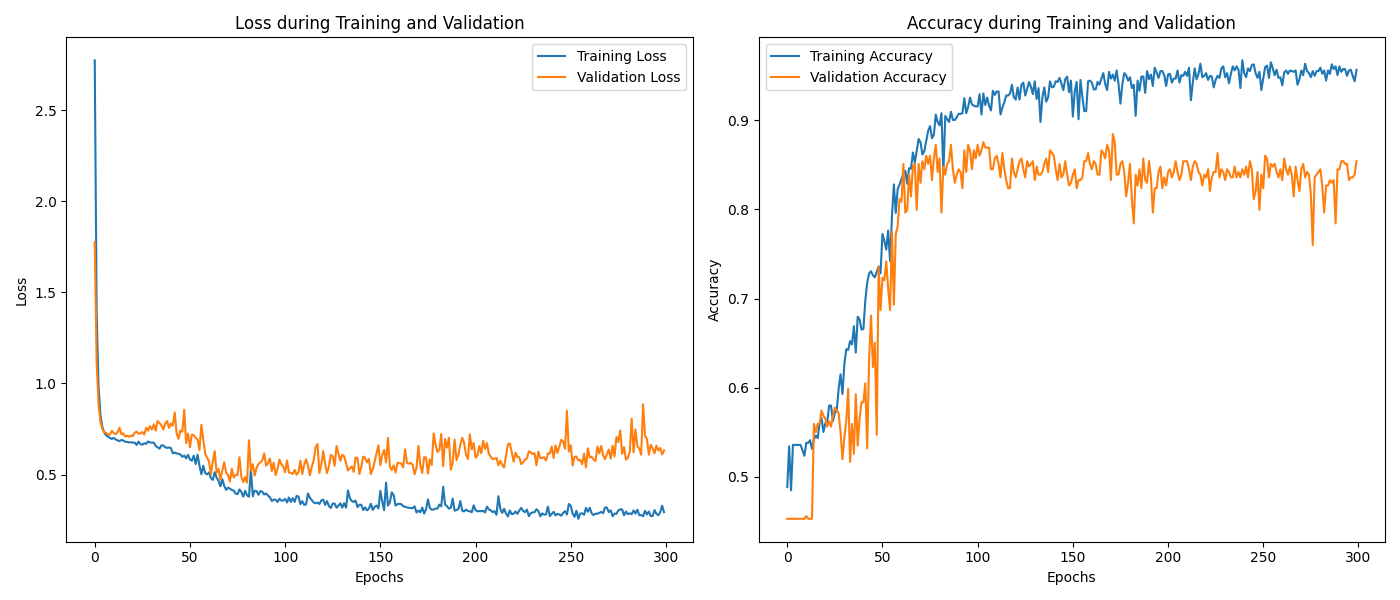 Loss during Training and Validation
Training Loss
Validation Loss
Loss
2.5
2.0
1.5
1.0
0.5
0
50
100
150
200
250
300
Epochs
Accuracy during Training and Validation
Training Accuracy
Validation Accuracy
Accuracy
0.9
0.8
0.7
0.6
0.5
0
50
100
150
200
250
300
Epochs